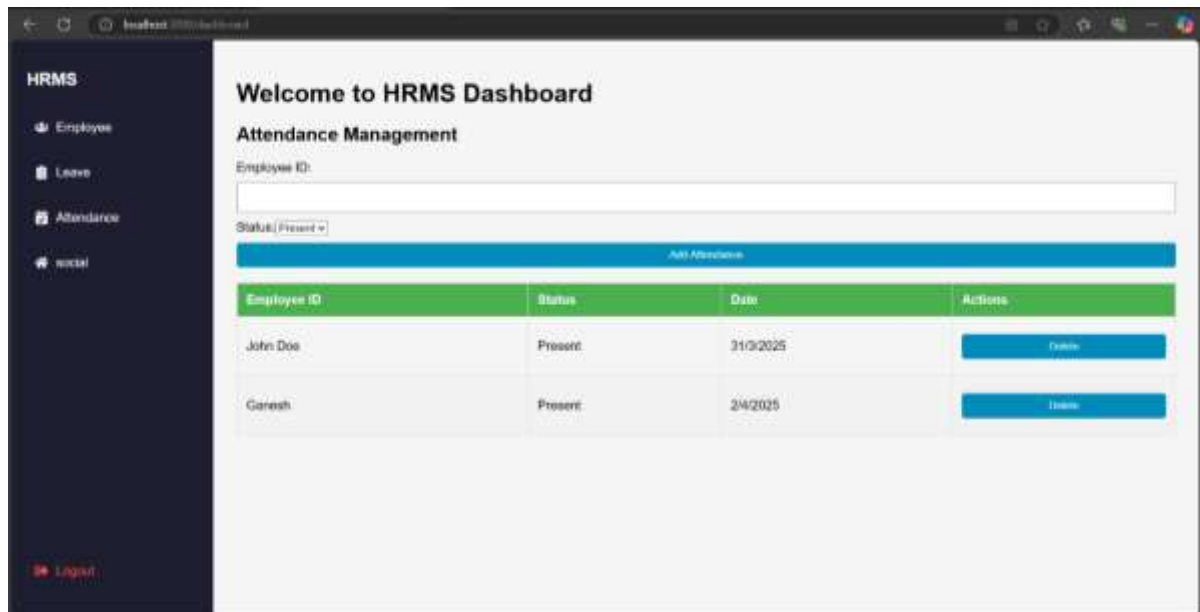 localhost
HRMS
Employee
Leave
Attendance
social
Logout
Welcome to HRMS Dashboard
Attendance Management
Employee ID:
Status: Present
Add Attendance
Employee ID Status Date Actions
John Doe Present 31/3/2025 Delete
Ganesh Present 2/4/2025 Delete